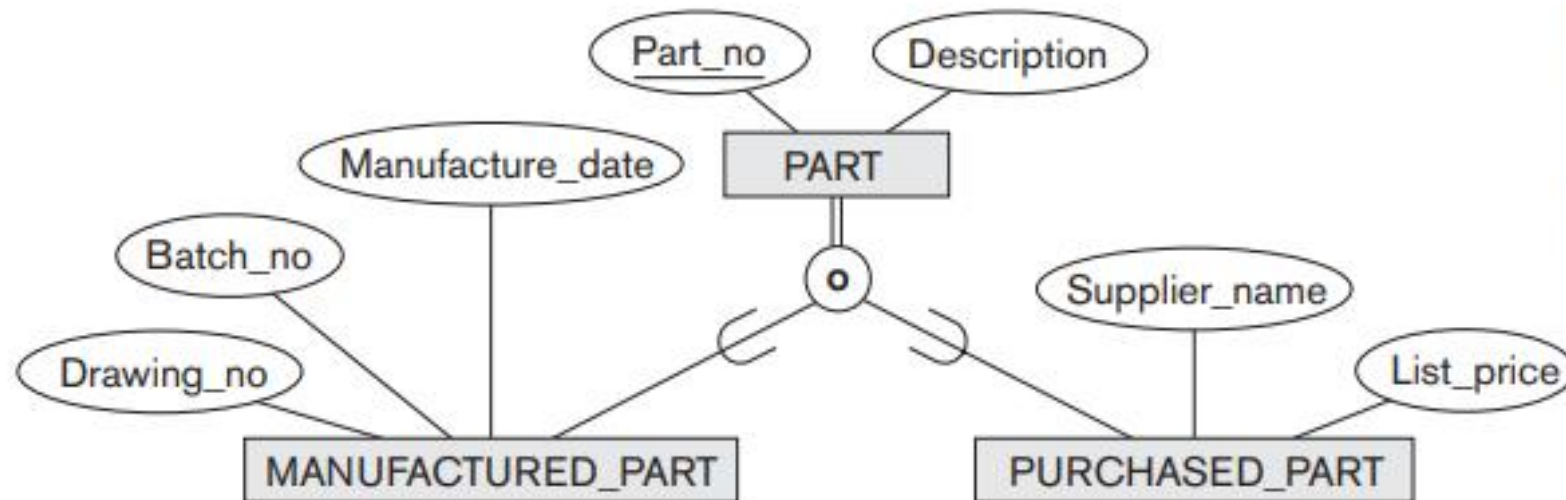 Part_no
Description
Manufacture_date
PART
Batch_no
o
Supplier_name
Drawing_no
List_price
MANUFACTURED_PART
PURCHASED_PART